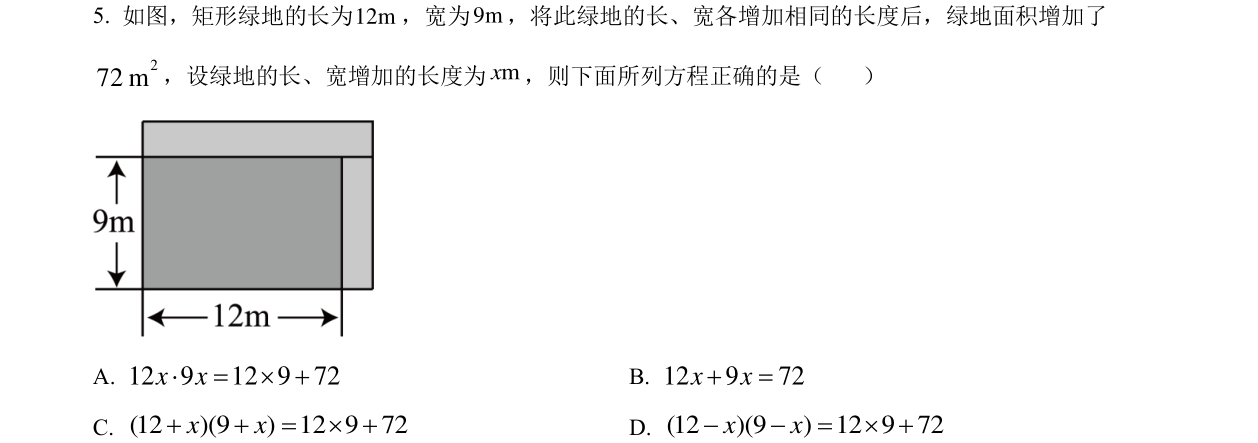 5. 如图，矩形绿地的长为12m，宽为9m，将此绿地的长、宽各增加相同的长度后，绿地面积增加了
72 m²，设绿地的长、宽增加的长度为xm，则下面所列方程正确的是（　　）
9m
12m
A. 12x·9x=12×9+72　　B. 12x+9x=72
C. (12+x)(9+x)=12×9+72　　D. (12−x)(9−x)=12×9+72